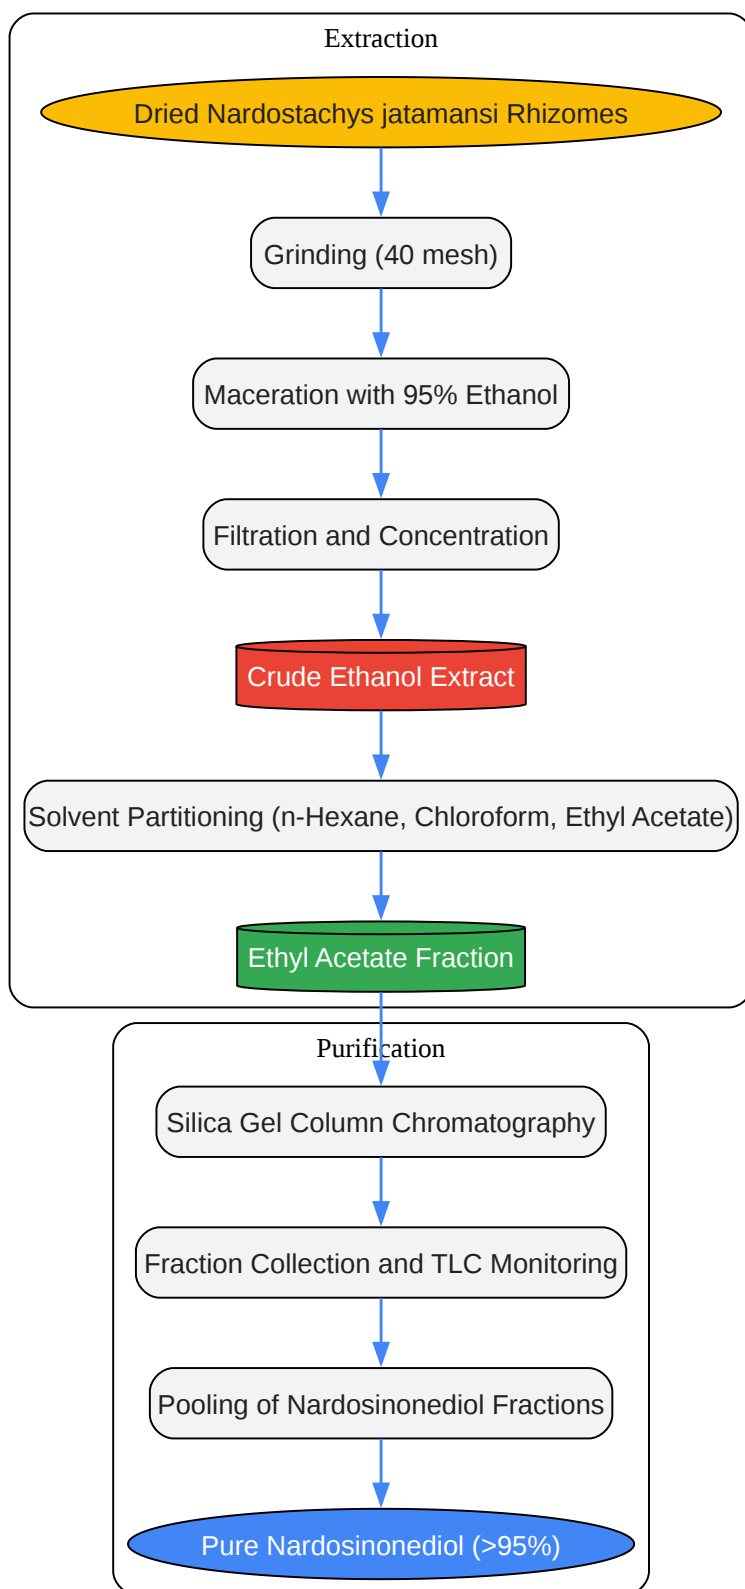 Extraction
Dried Nardostachys jatamansi Rhizomes
Grinding (40 mesh)
Maceration with 95% Ethanol
Filtration and Concentration
Crude Ethanol Extract
Solvent Partitioning (n-Hexane, Chloroform, Ethyl Acetate)
Ethyl Acetate Fraction
Purification
Silica Gel Column Chromatography
Fraction Collection and TLC Monitoring
Pooling of Nardosinonediol Fractions
Pure Nardosinonediol (>95%)